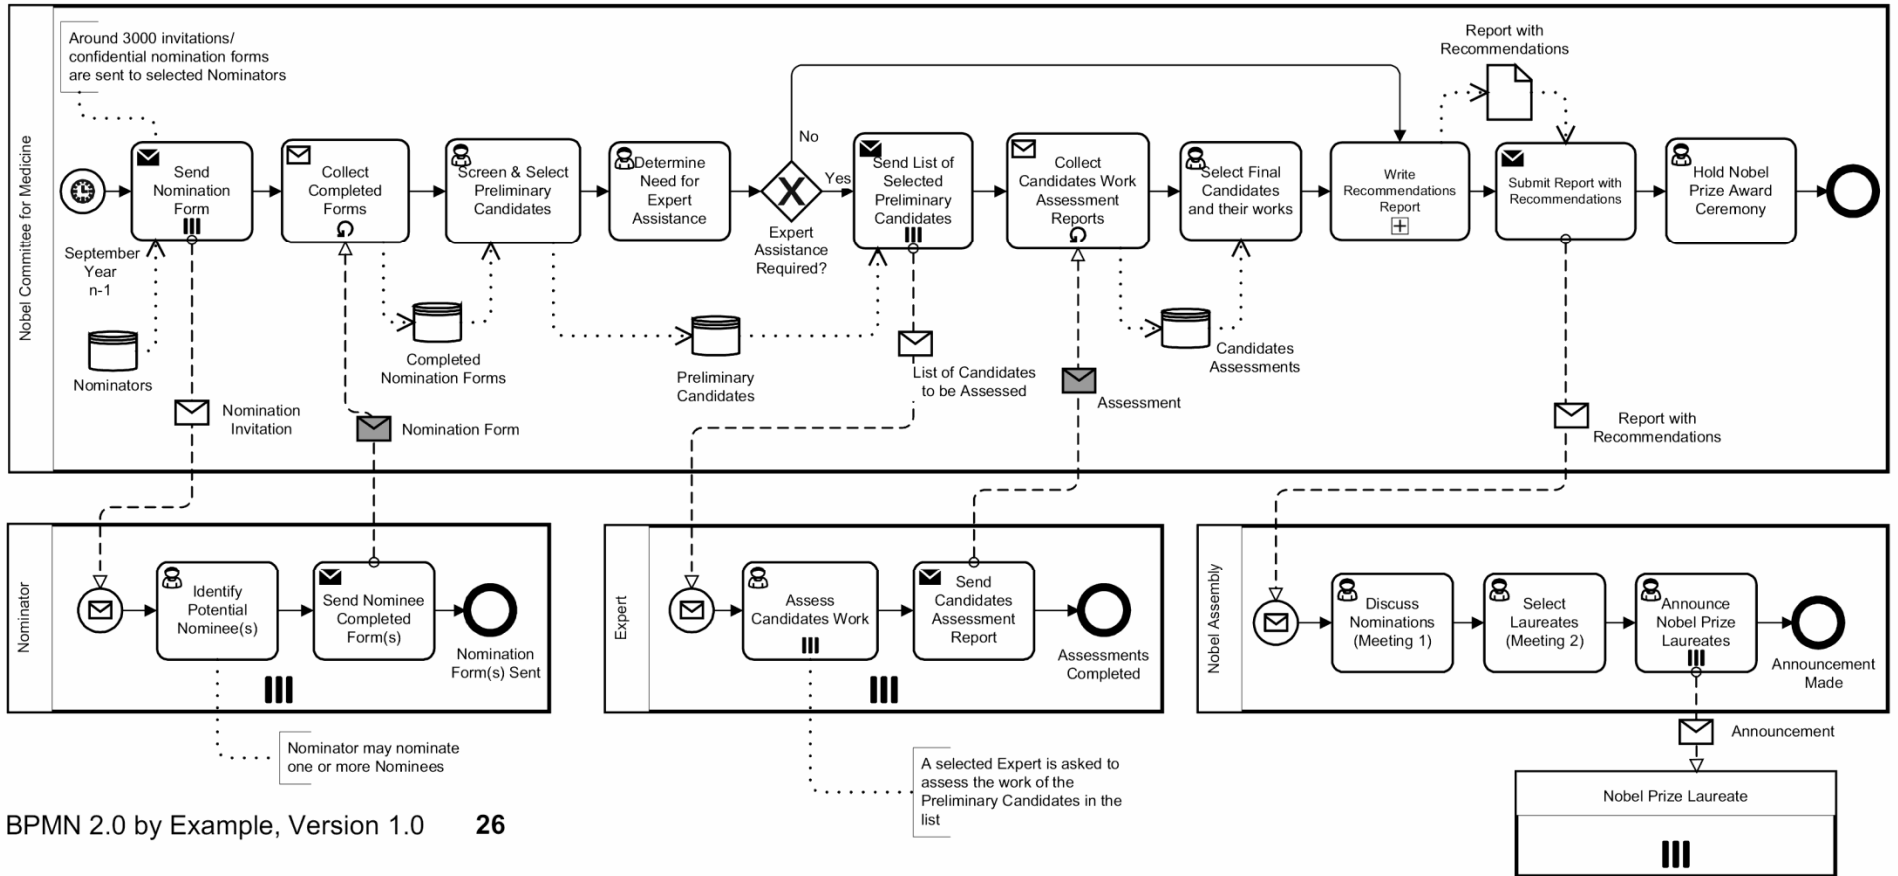 Nobel Committee for Medicine
Around 3000 invitations/
confidential nomination forms
are sent to selected Nominators
September
Year
n-1
Send
Nomination
Form
Nominators
Nomination
Invitation
Collect
Completed
Forms
Completed
Nomination Forms
Nomination Form
Screen & Select
Preliminary
Candidates
Preliminary
Candidates
Determine
Need for
Expert
Assistance
No
Yes
Expert
Assistance
Required?
Send List of
Selected
Preliminary
Candidates
List of Candidates
to be Assessed
Collect
Candidates Work
Assessment
Reports
Assessment
Candidates
Assessments
Select Final
Candidates
and their works
Write
Recommendations
Report
Report with
Recommendations
Submit Report with
Recommendations
Report with
Recommendations
Hold Nobel
Prize Award
Ceremony
Nominator
Identify
Potential
Nominee(s)
Send Nominee
Completed
Form(s)
Nomination
Form(s) Sent
Nominator may nominate
one or more Nominees
Expert
Assess
Candidates Work
Send
Candidates
Assessment
Report
Assessments
Completed
A selected Expert is asked to
assess the work of the
Preliminary Candidates in the
list
Nobel Assembly
Discuss
Nominations
(Meeting 1)
Select
Laureates
(Meeting 2)
Announce
Nobel Prize
Laureates
Announcement
Made
Announcement
Nobel Prize Laureate
BPMN 2.0 by Example, Version 1.0 26